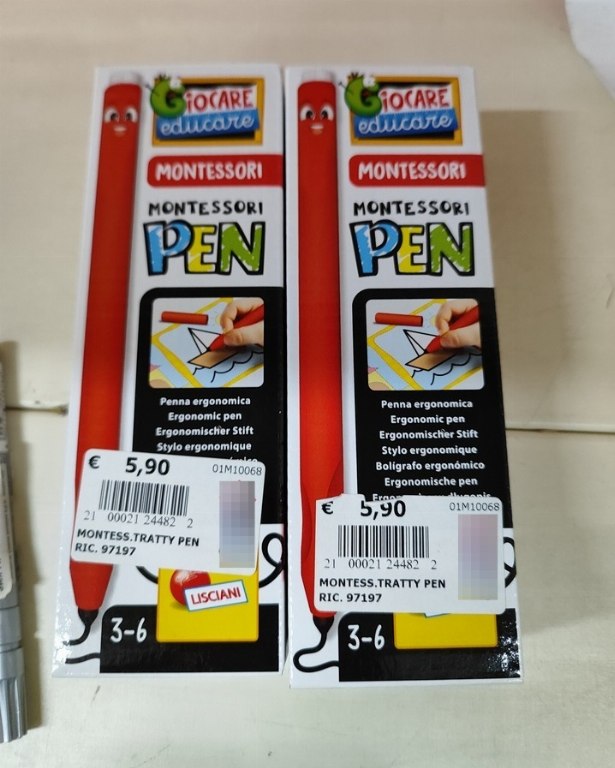 GIOCARE
educare
MONTESSORI
MONTESSORI
PEN
Penna ergonomica
Ergonomic pen
Ergonomischer Stift
Stylo ergonomique
€ 5,90
01M10068
21 00021 24482 2
MONTESS.TRATTY PEN
RIC. 97197
LISCIANI
3-6
GIOCARE
educare
MONTESSORI
MONTESSORI
PEN
Penna ergonomica
Ergonomic pen
Ergonomischer Stift
Stylo ergonomique
Bolígrafo ergonómico
Ergonomische pen
€ 5,90
01M10068
21 00021 24482 2
MONTESS.TRATTY PEN
RIC. 97197
3-6